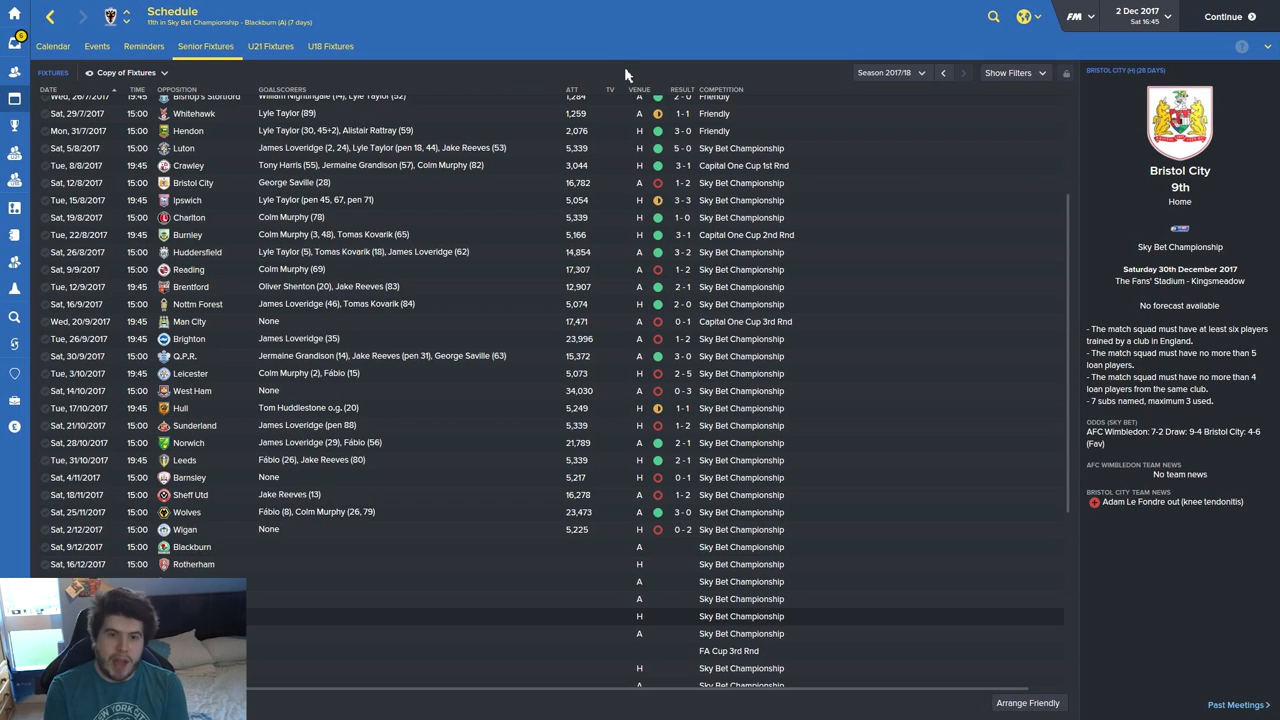 Schedule
11th in Sky Bet Championship - Blackburn (A) (7 days)
FM
2 Dec 2017
Sat 16:45
Continue
6
Calendar Events Reminders Senior Fixtures U21 Fixtures U18 Fixtures
FIXTURES Copy of Fixtures Season 2017/18 Show Filters
DATE TIME OPPOSITION GOALSCORERS ATT TV VENUE RESULT COMPETITION
Wed, 26/7/2017 19:45 Bishop's Stortford William Nightingale (14), Lyle Taylor (52) 1,284 A 2 - 0 Friendly
Sat, 29/7/2017 15:00 Whitehawk Lyle Taylor (89) 1,259 A 1 - 1 Friendly
Mon, 31/7/2017 15:00 Hendon Lyle Taylor (30, 45+2), Alistair Rattray (59) 2,076 H 3 - 0 Friendly
Sat, 5/8/2017 15:00 Luton James Loveridge (2, 24), Lyle Taylor (pen 18, 44), Jake Reeves (53) 5,339 H 5 - 0 Sky Bet Championship
Tue, 8/8/2017 19:45 Crawley Tony Harris (55), Jermaine Grandison (57), Colm Murphy (82) 3,044 H 3 - 1 Capital One Cup 1st Rnd
Sat, 12/8/2017 15:00 Bristol City George Saville (28) 16,782 A 1 - 2 Sky Bet Championship
Tue, 15/8/2017 19:45 Ipswich Lyle Taylor (pen 45, 67, pen 71) 5,054 H 3 - 3 Sky Bet Championship
Sat, 19/8/2017 15:00 Charlton Colm Murphy (78) 5,339 H 1 - 0 Sky Bet Championship
Tue, 22/8/2017 19:45 Burnley Colm Murphy (3, 48), Tomas Kovarik (65) 5,166 H 3 - 1 Capital One Cup 2nd Rnd
Sat, 26/8/2017 15:00 Huddersfield Lyle Taylor (5), Tomas Kovarik (18), James Loveridge (62) 14,854 A 3 - 2 Sky Bet Championship
Sat, 9/9/2017 15:00 Reading Colm Murphy (69) 17,307 A 1 - 2 Sky Bet Championship
Tue, 12/9/2017 19:45 Brentford Oliver Shenton (20), Jake Reeves (83) 12,907 A 2 - 1 Sky Bet Championship
Sat, 16/9/2017 15:00 Nottm Forest James Loveridge (46), Tomas Kovarik (84) 5,074 H 2 - 0 Sky Bet Championship
Wed, 20/9/2017 19:45 Man City None 17,471 A 0 - 1 Capital One Cup 3rd Rnd
Tue, 26/9/2017 19:45 Brighton James Loveridge (35) 23,996 A 1 - 2 Sky Bet Championship
Sat, 30/9/2017 15:00 Q.P.R. Jermaine Grandison (14), Jake Reeves (pen 31), George Saville (63) 15,372 A 3 - 0 Sky Bet Championship
Tue, 3/10/2017 19:45 Leicester Colm Murphy (2), Fábio (15) 5,073 H 2 - 5 Sky Bet Championship
Sat, 14/10/2017 15:00 West Ham None 34,030 A 0 - 3 Sky Bet Championship
Tue, 17/10/2017 19:45 Hull Tom Huddlestone o.g. (20) 5,249 H 1 - 1 Sky Bet Championship
Sat, 21/10/2017 15:00 Sunderland James Loveridge (pen 88) 5,339 H 1 - 2 Sky Bet Championship
Sat, 28/10/2017 15:00 Norwich James Loveridge (29), Fábio (56) 21,789 A 2 - 1 Sky Bet Championship
Tue, 31/10/2017 19:45 Leeds Fábio (26), Jake Reeves (80) 5,339 H 2 - 1 Sky Bet Championship
Sat, 4/11/2017 15:00 Barnsley None 5,217 H 0 - 1 Sky Bet Championship
Sat, 18/11/2017 15:00 Sheff Utd Jake Reeves (13) 16,278 A 1 - 2 Sky Bet Championship
Sat, 25/11/2017 15:00 Wolves Fábio (8), Colm Murphy (26, 79) 23,473 A 3 - 0 Sky Bet Championship
Sat, 2/12/2017 15:00 Wigan None 5,225 H 0 - 2 Sky Bet Championship
Sat, 9/12/2017 15:00 Blackburn A Sky Bet Championship
Sat, 16/12/2017 15:00 Rotherham H Sky Bet Championship
A Sky Bet Championship
A Sky Bet Championship
H Sky Bet Championship
A Sky Bet Championship
FA Cup 3rd Rnd
H Sky Bet Championship
A Sky Bet Championship
Arrange Friendly
BRISTOL CITY (H) (28 DAYS)
Bristol City
9th
Home
Sky Bet Championship
Saturday 30th December 2017
The Fans' Stadium - Kingsmeadow
No forecast available
- The match squad must have at least six players
trained by a club in England.
- The match squad must have no more than 5
loan players.
- The match squad must have no more than 4
loan players from the same club.
- 7 subs named, maximum 3 used.
ODDS (SKY BET)
AFC Wimbledon: 7-2 Draw: 9-4 Bristol City: 4-6
(Fav)
AFC WIMBLEDON TEAM NEWS
No team news
BRISTOL CITY TEAM NEWS
Adam Le Fondre out (knee tendonitis)
Past Meetings >